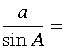 a/sin A =